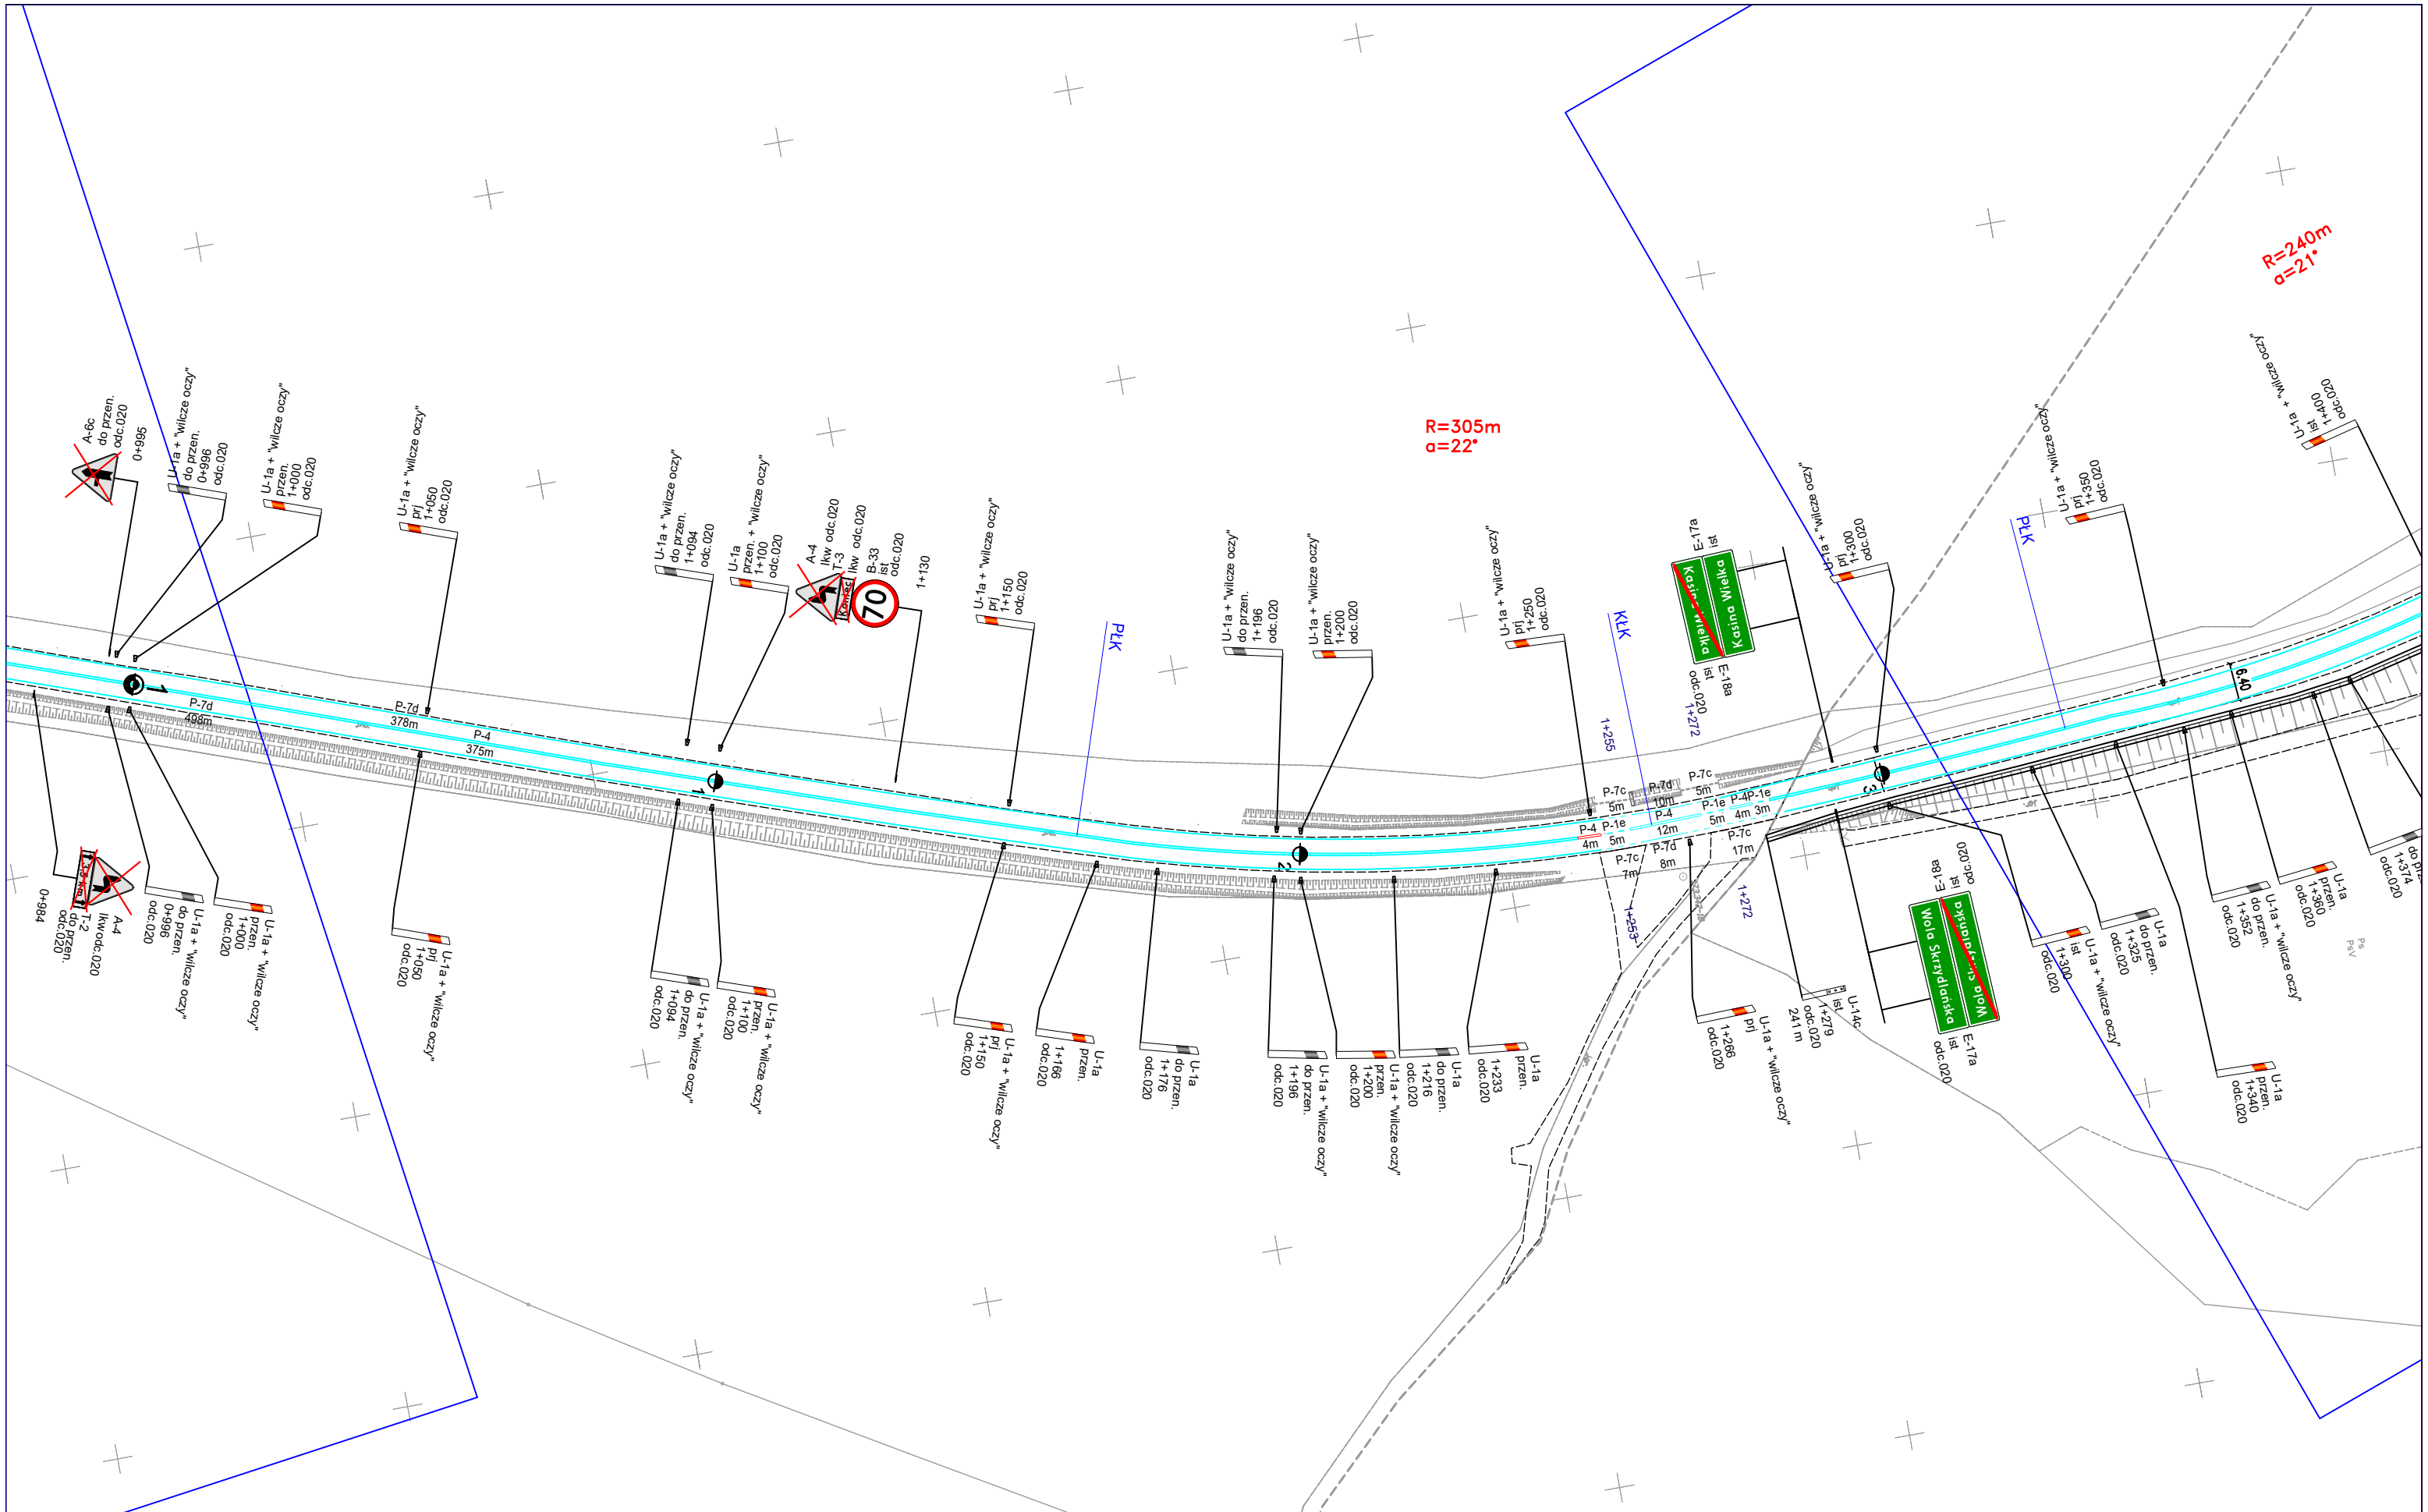 R=240m
a=21°
R=305m
a=22°
A-6c
do przen.
odc.020
0+995
U-1a + "wilcze oczy"
do przen.
0+996
odc.020
U-1a + "wilcze oczy"
przen.
1+000
odc.020
U-1a + "wilcze oczy"
prj
1+050
odc.020
U-1a + "wilcze oczy"
do przen.
1+094
odc.020
U-1a
przen. + "wilcze oczy"
1+100
odc.020
A-4
lkw odc.020
T-3
lkw odc.020
Koniec
B-33
ist
odc.020
70
1+130
U-1a + "wilcze oczy"
prj
1+150
odc.020
PŁK
U-1a + "wilcze oczy"
do przen.
1+196
odc.020
U-1a + "wilcze oczy"
przen.
1+200
odc.020
U-1a + "wilcze oczy"
prj
1+250
odc.020
KŁK
E-17a
ist
Kasina Wielka
Kasina Wielka
E-18a
ist
odc.020
1+272
1+255
U-1a + "wilcze oczy"
prj
1+300
odc.020
PŁK
U-1a + "wilcze oczy"
prj
1+350
odc.020
U-1a + "wilcze oczy"
ist
1+400
odc.020
6.40
1
P-7d
498m
P-7d
378m
P-4
375m
1
2
P-7c
5m
P-7d
10m
P-7c
5m
P-4
4m
P-1e
5m
P-4
12m
P-1e
5m
P-4
4m
P-1e
3m
P-7c
7m
P-7d
8m
P-7c
17m
3
1+253
1+272
0+984
A-4
lkw odc.020
T-2
do przen.
odc.020
U-1a + "wilcze oczy"
do przen.
0+996
odc.020
U-1a + "wilcze oczy"
przen.
1+000
odc.020
U-1a + "wilcze oczy"
prj
1+050
odc.020
U-1a + "wilcze oczy"
do przen.
1+094
odc.020
U-1a + "wilcze oczy"
przen.
1+100
odc.020
U-1a + "wilcze oczy"
prj
1+150
odc.020
U-1a
przen.
1+166
odc.020
U-1a
do przen.
1+176
odc.020
U-1a + "wilcze oczy"
do przen.
1+196
odc.020
U-1a + "wilcze oczy"
przen.
1+200
odc.020
U-1a
do przen.
1+216
odc.020
U-1a
przen.
1+233
odc.020
U-1a + "wilcze oczy"
prj
1+266
odc.020
U-14c
ist
1+279
odc.020
241 m
E-18a
ist
odc.020
Wola Skrzydlańska
Wola Skrzydlańska
E-17a
ist
odc.020
U-1a + "wilcze oczy"
ist
1+300
odc.020
U-1a
do przen.
1+325
odc.020
U-1a
przen.
1+340
odc.020
U-1a + "wilcze oczy"
do przen.
1+352
odc.020
U-1a
przen.
1+360
odc.020
do prze
1+374
odc.020
Ps
PsV